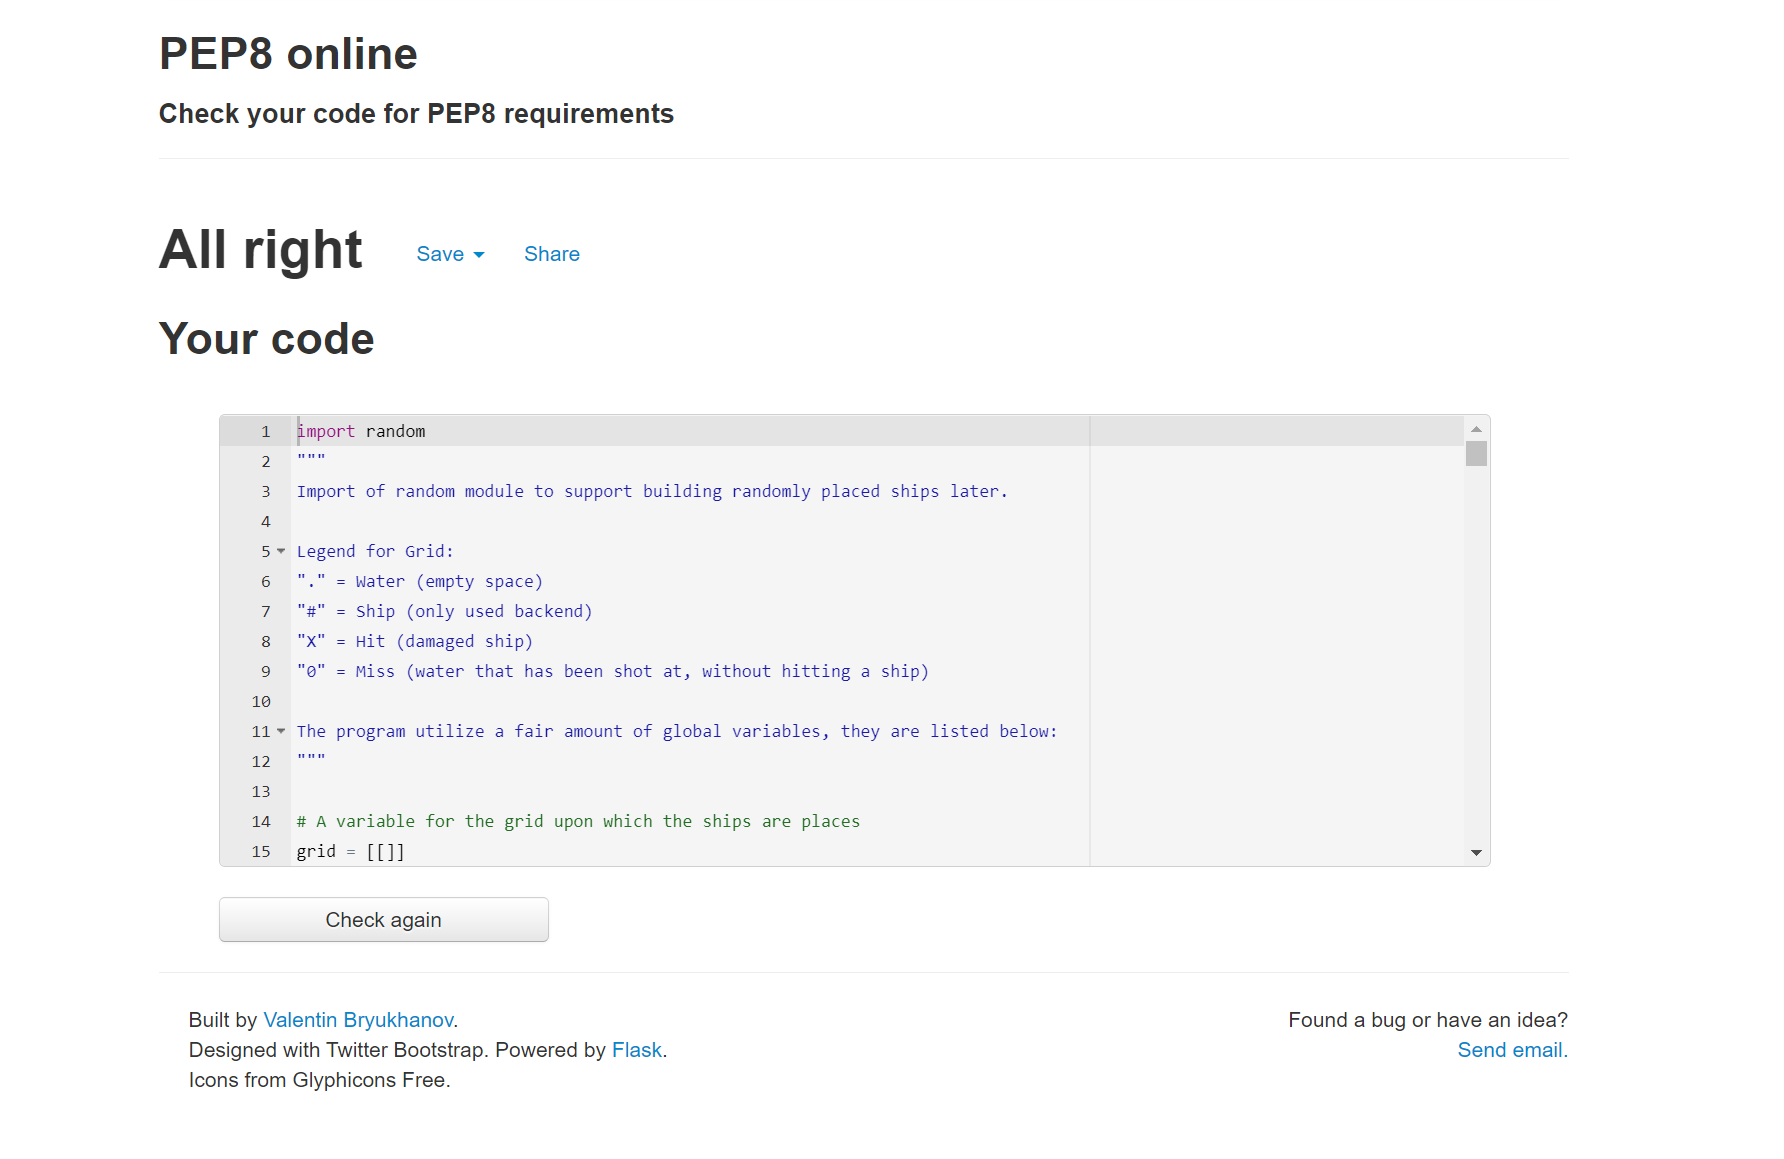 PEP8 online
Check your code for PEP8 requirements
All right Save Share
Your code
1 import random
2 """
3 Import of random module to support building randomly placed ships later.
4
5 Legend for Grid:
6 "." = Water (empty space)
7 "#" = Ship (only used backend)
8 "X" = Hit (damaged ship)
9 "0" = Miss (water that has been shot at, without hitting a ship)
10
11 The program utilize a fair amount of global variables, they are listed below:
12 """
13
14 # A variable for the grid upon which the ships are places
15 grid = [[]]
Check again
Built by Valentin Bryukhanov.
Designed with Twitter Bootstrap. Powered by Flask.
Icons from Glyphicons Free.
Found a bug or have an idea?
Send email.